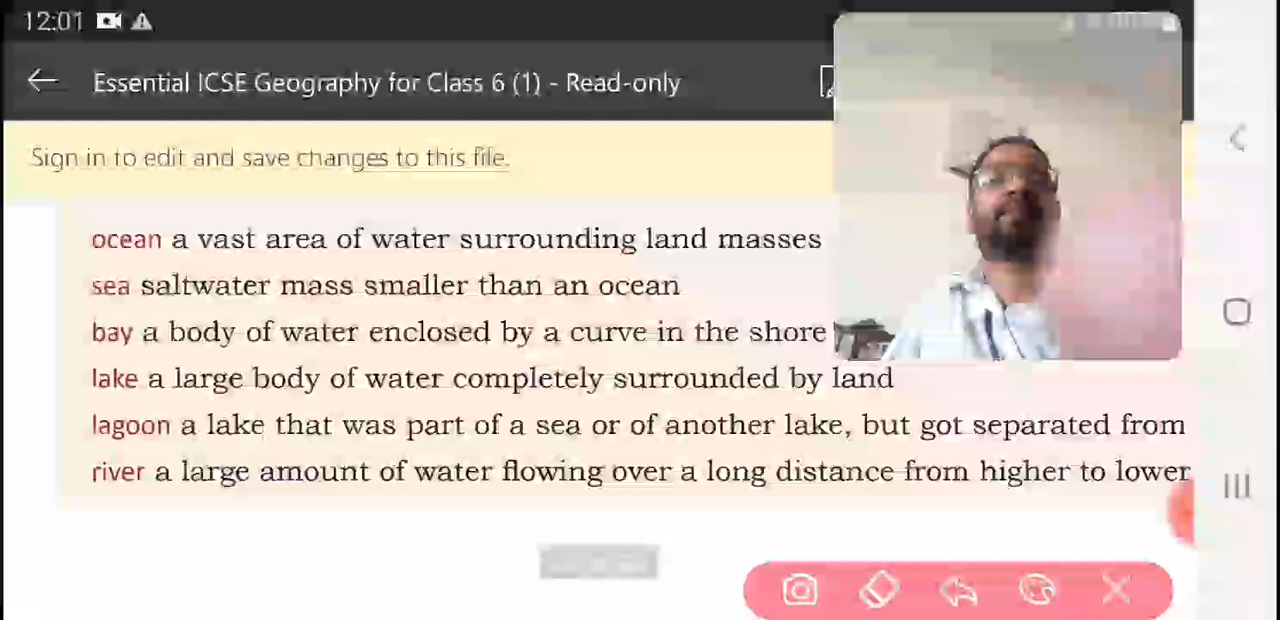 12:01
Essential ICSE Geography for Class 6 (1) - Read-only
Sign in to edit and save changes to this file.
ocean a vast area of water surrounding land masses
sea saltwater mass smaller than an ocean
bay a body of water enclosed by a curve in the shore
lake a large body of water completely surrounded by land
lagoon a lake that was part of a sea or of another lake, but got separated from
river a large amount of water flowing over a long distance from higher to lower